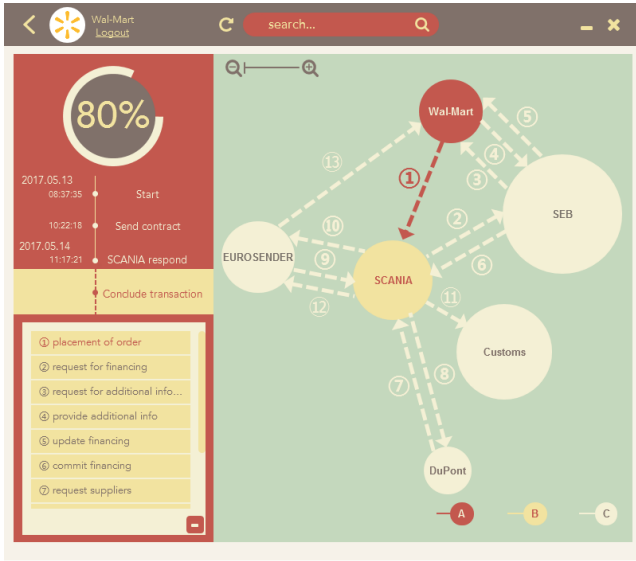 Wal-Mart
Logout
search...
80%
2017.05.13
08:37:35 Start
10:22:18 Send contract
2017.05.14
11:17:21 SCANIA respond
Conclude transaction
① placement of order
② request for financing
③ request for additional info...
④ provide additional info
⑤ update financing
⑥ commit financing
⑦ request suppliers
Wal-Mart
SEB
EUROSENDER
SCANIA
Customs
DuPont
①
②
③
④
⑤
⑥
⑦
⑧
⑨
⑩
⑪
⑫
⑬
A
B
C